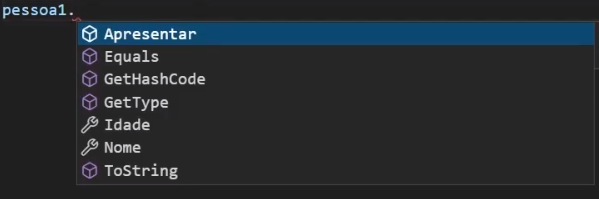 pessoa1.
Apresentar
Equals
GetHashCode
GetType
Idade
Nome
ToString